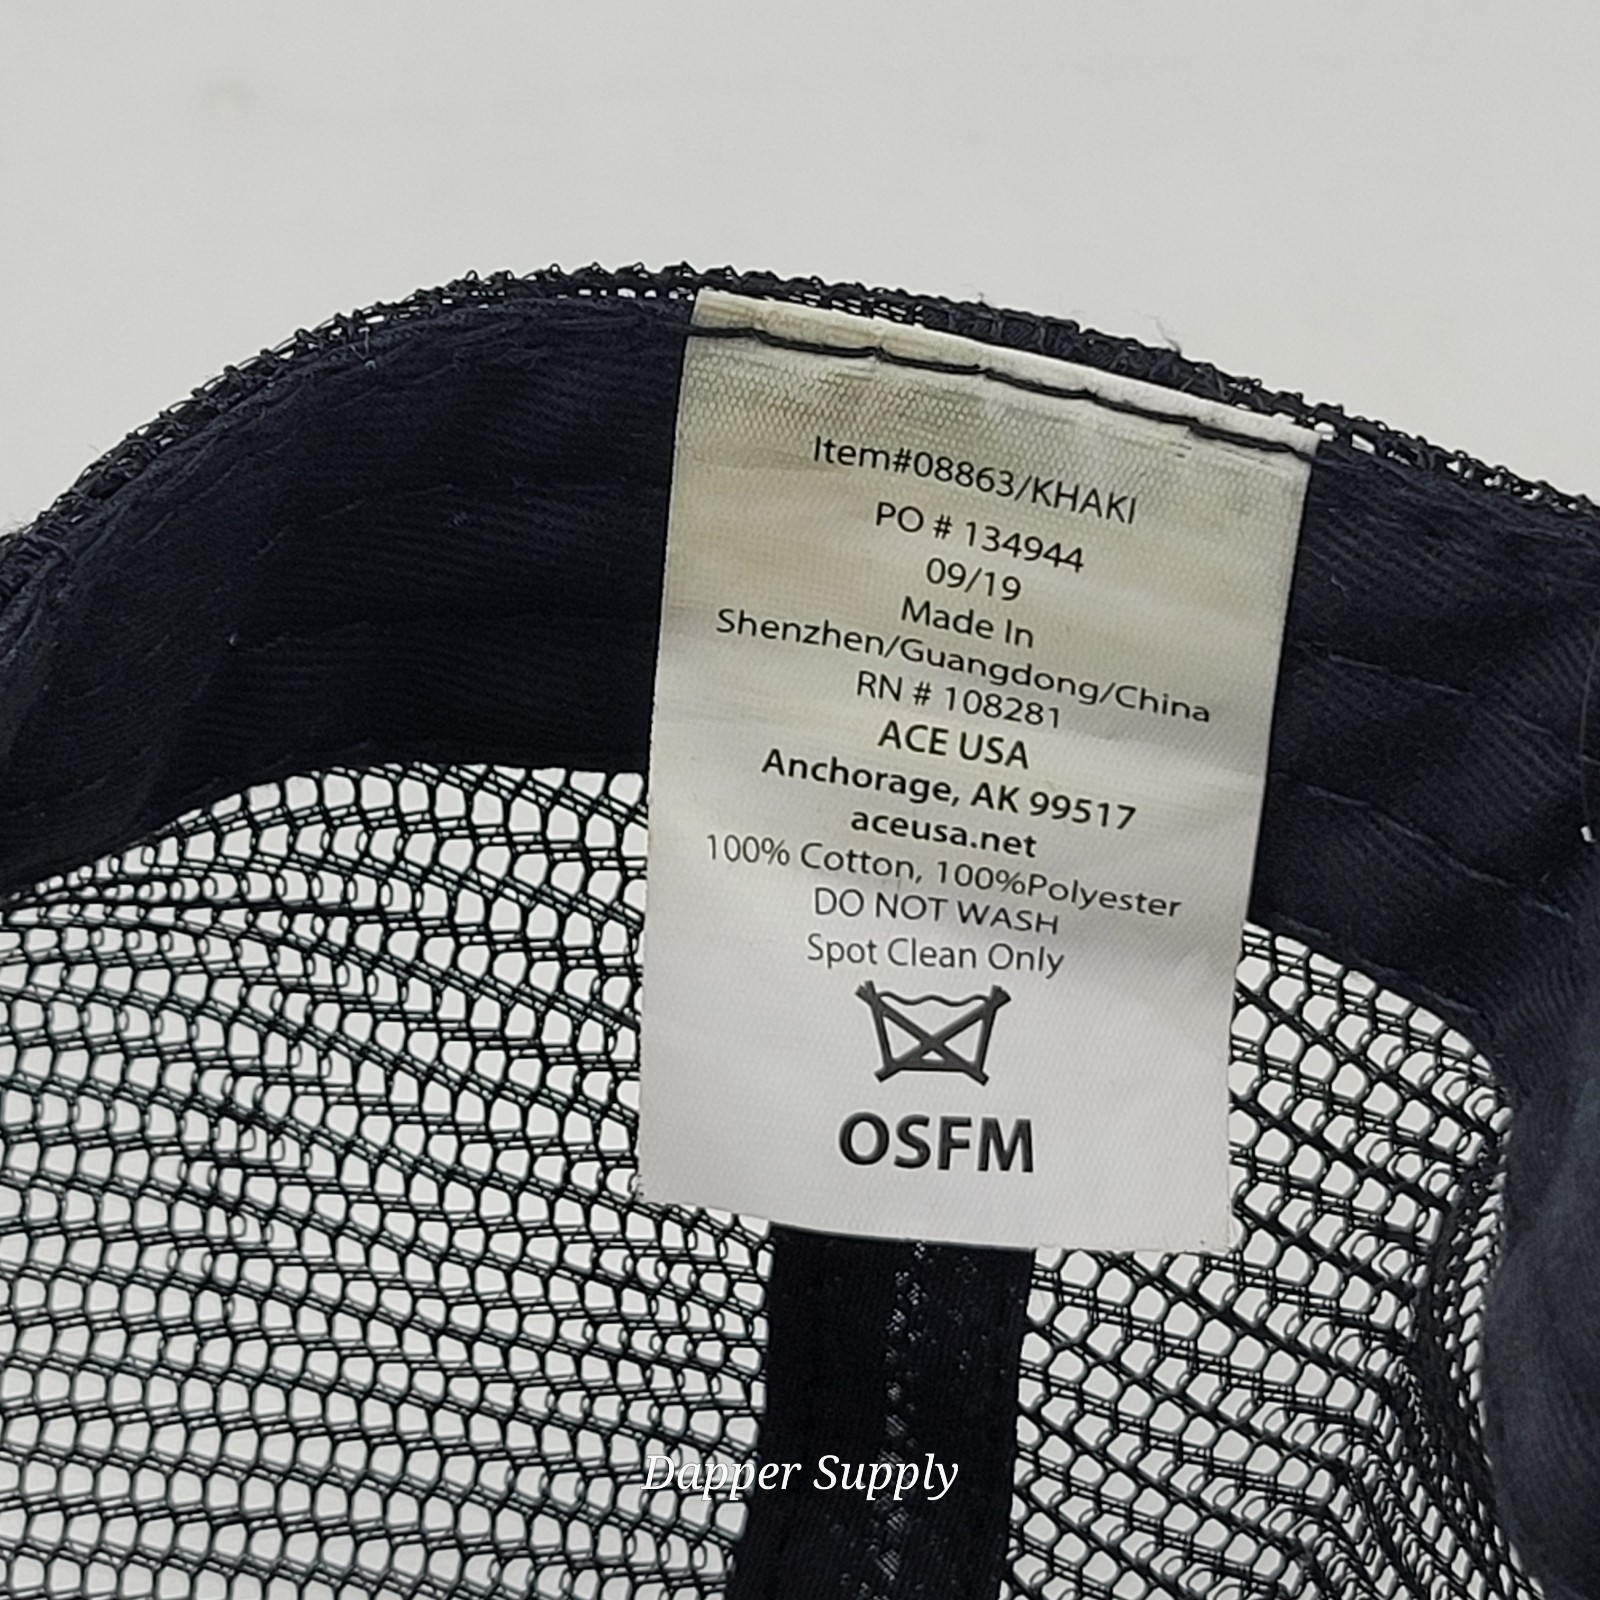 Item#08863/KHAKI
PO # 134944
09/19
Made In
Shenzhen/Guangdong/China
RN # 108281
ACE USA
Anchorage, AK 99517
aceusa.net
100% Cotton, 100%Polyester
DO NOT WASH
Spot Clean Only
OSFM
Dapper Supply